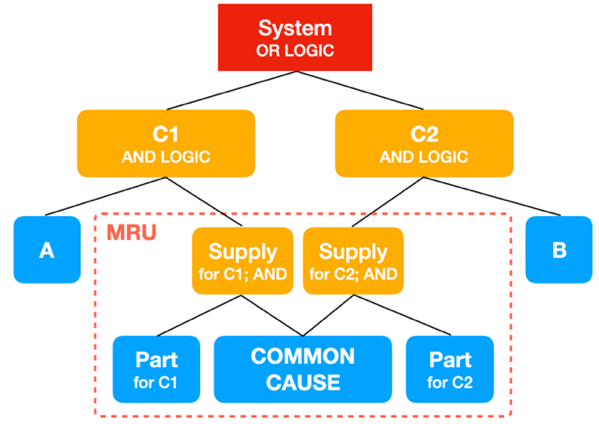 System
OR LOGIC
C1
AND LOGIC
C2
AND LOGIC
A
MRU
Supply
for C1; AND
Supply
for C2; AND
B
Part
for C1
COMMON
CAUSE
Part
for C2